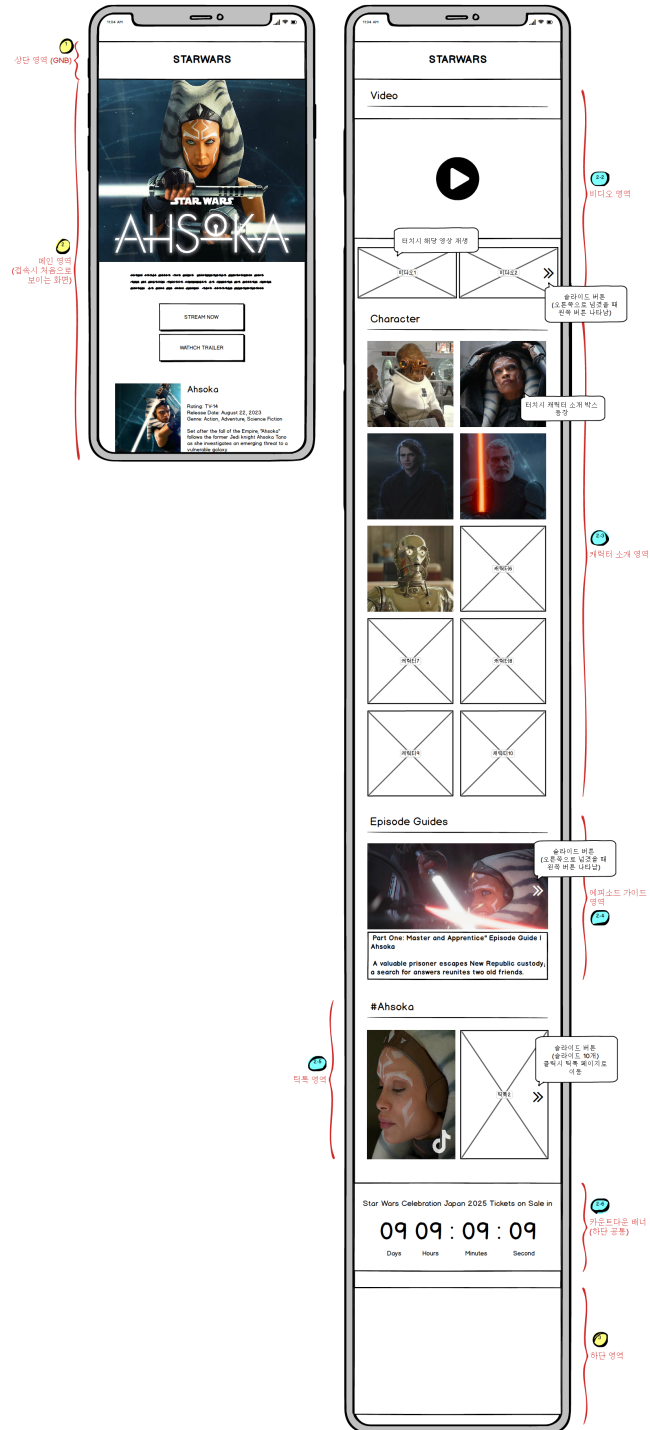 11:04 AM
STARWARS
1
상단 영역 (GNB)
STAR WARS
AHSOKA
2
메인 영역
(접속시 처음으로
보이는 화면)
STREAM NOW
WATHCH TRAILER
Ahsoka
Rating: TV-14
Release Date: August 22, 2023
Genre: Action, Adventure, Science Fiction
Set after the fall of the Empire, "Ahsoka"
follows the former Jedi knight Ahsoka Tano
as she investigates an emerging threat to a
vulnerable galaxy.
11:04 AM
STARWARS
Video
2-2
비디오 영역
터치시 해당 영상 재생
비디오1
비디오2
슬라이드 버튼
(오른쪽으로 넘겼을 때
왼쪽 버튼 나타남)
Character
터치시 캐릭터 소개 박스
등장
2-3
캐릭터 소개 영역
캐릭터6
캐릭터7
캐릭터8
캐릭터9
캐릭터10
Episode Guides
슬라이드 버튼
(오른쪽으로 넘겼을 때
왼쪽 버튼 나타남)
에피소드 가이드
영역
2-4
Part One: Master and Apprentice" Episode Guide |
Ahsoka
A valuable prisoner escapes New Republic custody;
a search for answers reunites two old friends.
#Ahsoka
슬라이드 버튼
(슬라이드 10개)
클릭시 틱톡 페이지로
이동
틱톡2
틱톡 영역
2-6
카운트다운 배너
(하단 공통)
Star Wars Celebration Japan 2025 Tickets on Sale in
09 09 : 09 : 09
Days Hours Minutes Second
3
하단 영역